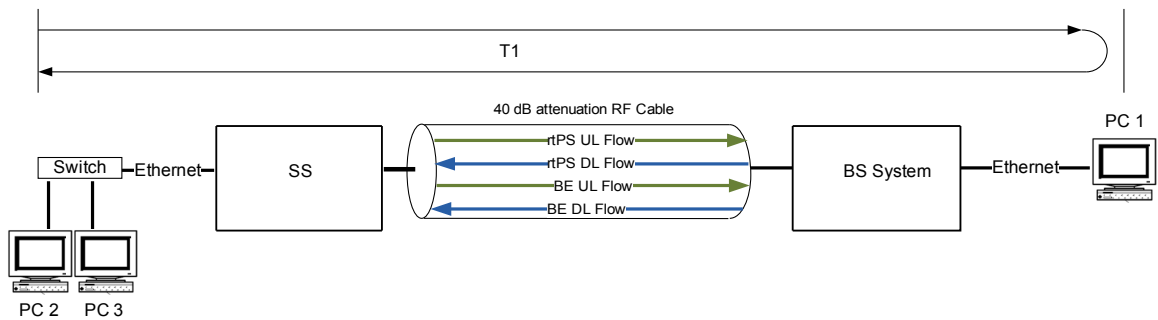 T1
40 dB attenuation RF Cable
PC 1
rtPS UL Flow
Switch
Ethernet
SS
rtPS DL Flow
BS System
Ethernet
BE UL Flow
BE DL Flow
PC 2
PC 3